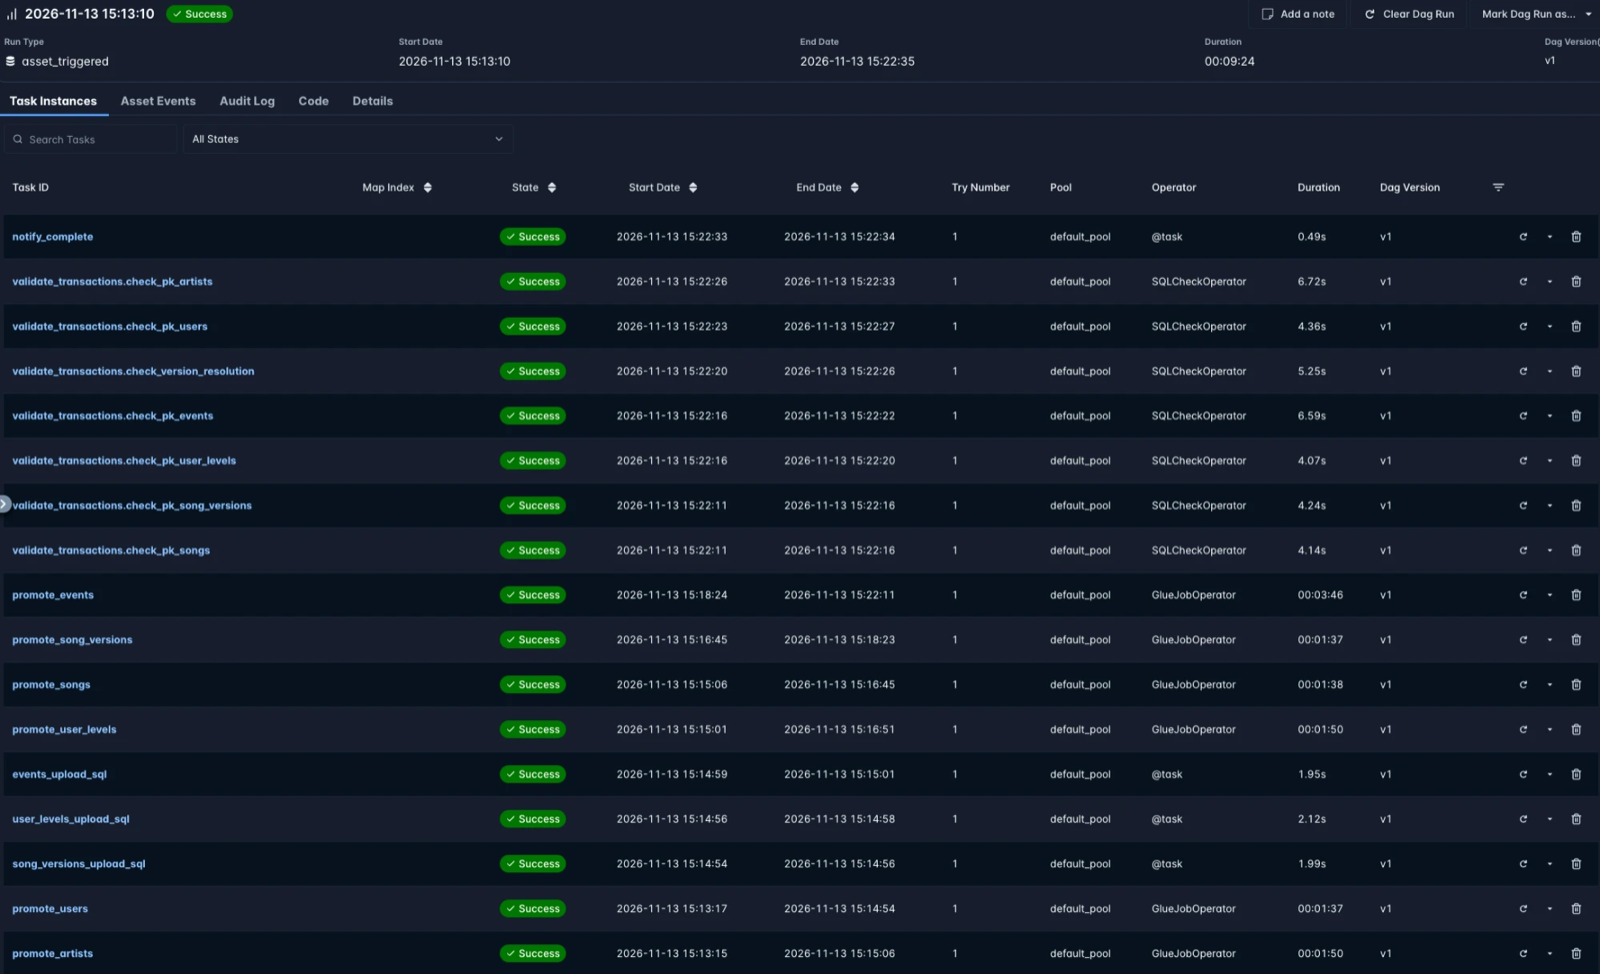 2026-11-13 15:13:10 Success Add a note Clear Dag Run Mark Dag Run as...
Run Type Start Date End Date Duration Dag Version(
asset_triggered 2026-11-13 15:13:10 2026-11-13 15:22:35 00:09:24 v1
Task Instances Asset Events Audit Log Code Details
Search Tasks All States
Task ID Map Index State Start Date End Date Try Number Pool Operator Duration Dag Version
notify_complete Success 2026-11-13 15:22:33 2026-11-13 15:22:34 1 default_pool @task 0.49s v1
validate_transactions.check_pk_artists Success 2026-11-13 15:22:26 2026-11-13 15:22:33 1 default_pool SQLCheckOperator 6.72s v1
validate_transactions.check_pk_users Success 2026-11-13 15:22:23 2026-11-13 15:22:27 1 default_pool SQLCheckOperator 4.36s v1
validate_transactions.check_version_resolution Success 2026-11-13 15:22:20 2026-11-13 15:22:26 1 default_pool SQLCheckOperator 5.25s v1
validate_transactions.check_pk_events Success 2026-11-13 15:22:16 2026-11-13 15:22:22 1 default_pool SQLCheckOperator 6.59s v1
validate_transactions.check_pk_user_levels Success 2026-11-13 15:22:16 2026-11-13 15:22:20 1 default_pool SQLCheckOperator 4.07s v1
validate_transactions.check_pk_song_versions Success 2026-11-13 15:22:11 2026-11-13 15:22:16 1 default_pool SQLCheckOperator 4.24s v1
validate_transactions.check_pk_songs Success 2026-11-13 15:22:11 2026-11-13 15:22:16 1 default_pool SQLCheckOperator 4.14s v1
promote_events Success 2026-11-13 15:18:24 2026-11-13 15:22:11 1 default_pool GlueJobOperator 00:03:46 v1
promote_song_versions Success 2026-11-13 15:16:45 2026-11-13 15:18:23 1 default_pool GlueJobOperator 00:01:37 v1
promote_songs Success 2026-11-13 15:15:06 2026-11-13 15:16:45 1 default_pool GlueJobOperator 00:01:38 v1
promote_user_levels Success 2026-11-13 15:15:01 2026-11-13 15:16:51 1 default_pool GlueJobOperator 00:01:50 v1
events_upload_sql Success 2026-11-13 15:14:59 2026-11-13 15:15:01 1 default_pool @task 1.95s v1
user_levels_upload_sql Success 2026-11-13 15:14:56 2026-11-13 15:14:58 1 default_pool @task 2.12s v1
song_versions_upload_sql Success 2026-11-13 15:14:54 2026-11-13 15:14:56 1 default_pool @task 1.99s v1
promote_users Success 2026-11-13 15:13:17 2026-11-13 15:14:54 1 default_pool GlueJobOperator 00:01:37 v1
promote_artists Success 2026-11-13 15:13:15 2026-11-13 15:15:06 1 default_pool GlueJobOperator 00:01:50 v1